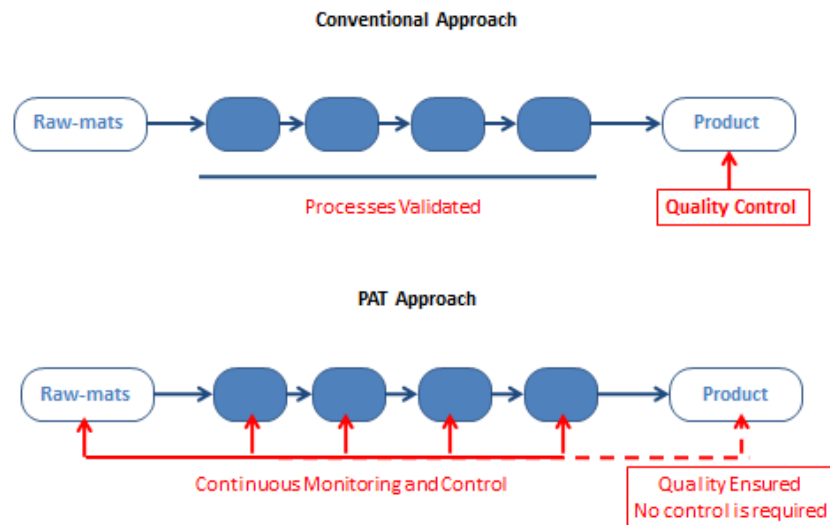 Conventional Approach
Raw-mats
Product
Processes Validated
Quality Control
PAT Approach
Raw-mats
Product
Continuous Monitoring and Control
Quality Ensured
No control is required